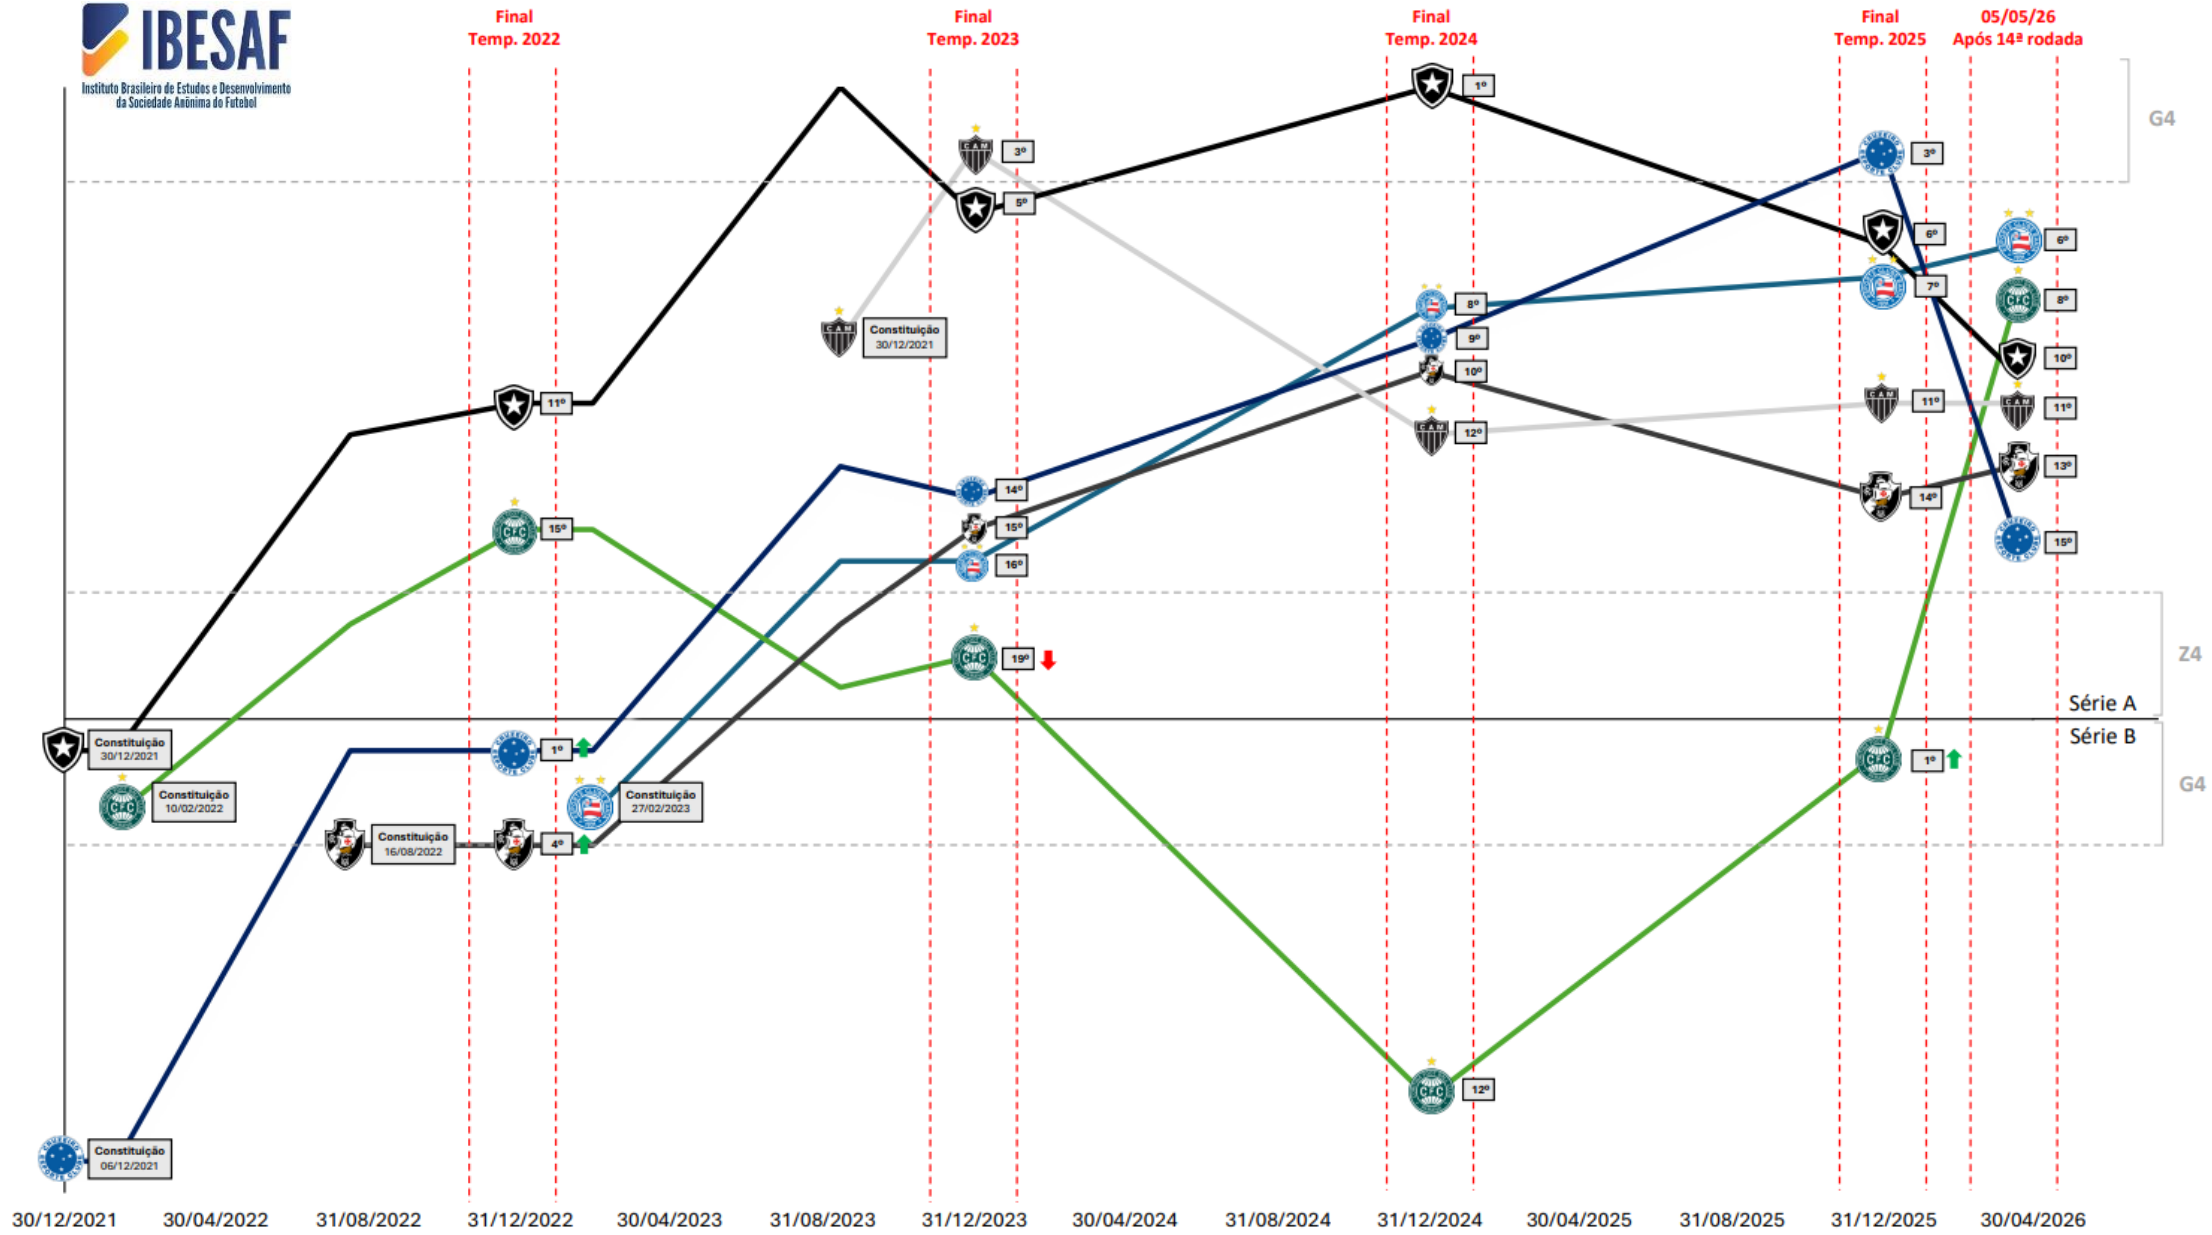 IBESAF
Instituto Brasileiro de Estudos e Desenvolvimento
da Sociedade Anônima do Futebol
Final
Temp. 2022
Final
Temp. 2023
Final
Temp. 2024
Final
Temp. 2025
05/05/26
Após 14ª rodada
1º
G4
3º
3º
5º
6º
6º
7º
8º
8º
Constituição
30/12/2021
9º
10º
10º
11º
11º
11º
12º
13º
14º
14º
15º
15º
15º
16º
19º
Z4
Série A
Série B
Constituição
30/12/2021
1º
1º
G4
Constituição
10/02/2022
Constituição
27/02/2023
Constituição
16/08/2022
4º
12º
Constituição
06/12/2021
30/12/2021 30/04/2022 31/08/2022 31/12/2022 30/04/2023 31/08/2023 31/12/2023 30/04/2024 31/08/2024 31/12/2024 30/04/2025 31/08/2025 31/12/2025 30/04/2026